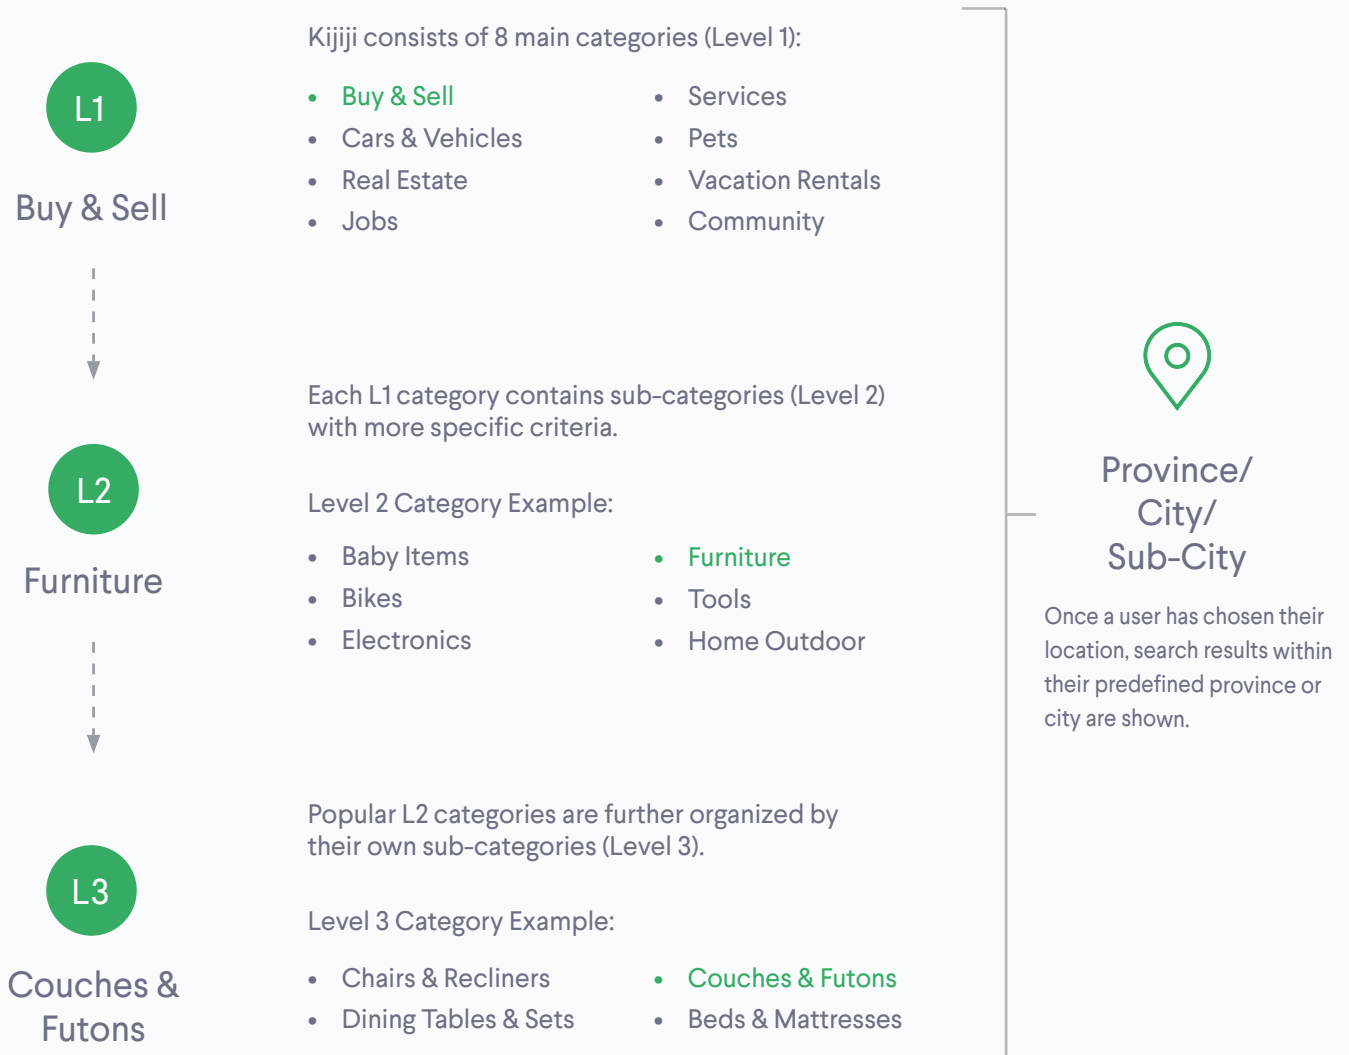 L1
Buy & Sell
Kijiji consists of 8 main categories (Level 1):
• Buy & Sell
• Cars & Vehicles
• Real Estate
• Jobs
• Services
• Pets
• Vacation Rentals
• Community
L2
Furniture
Each L1 category contains sub-categories (Level 2)
with more specific criteria.
Level 2 Category Example:
• Baby Items
• Bikes
• Electronics
• Furniture
• Tools
• Home Outdoor
L3
Couches &
Futons
Popular L2 categories are further organized by
their own sub-categories (Level 3).
Level 3 Category Example:
• Chairs & Recliners
• Dining Tables & Sets
• Couches & Futons
• Beds & Mattresses
Province/
City/
Sub-City
Once a user has chosen their
location, search results within
their predefined province or
city are shown.